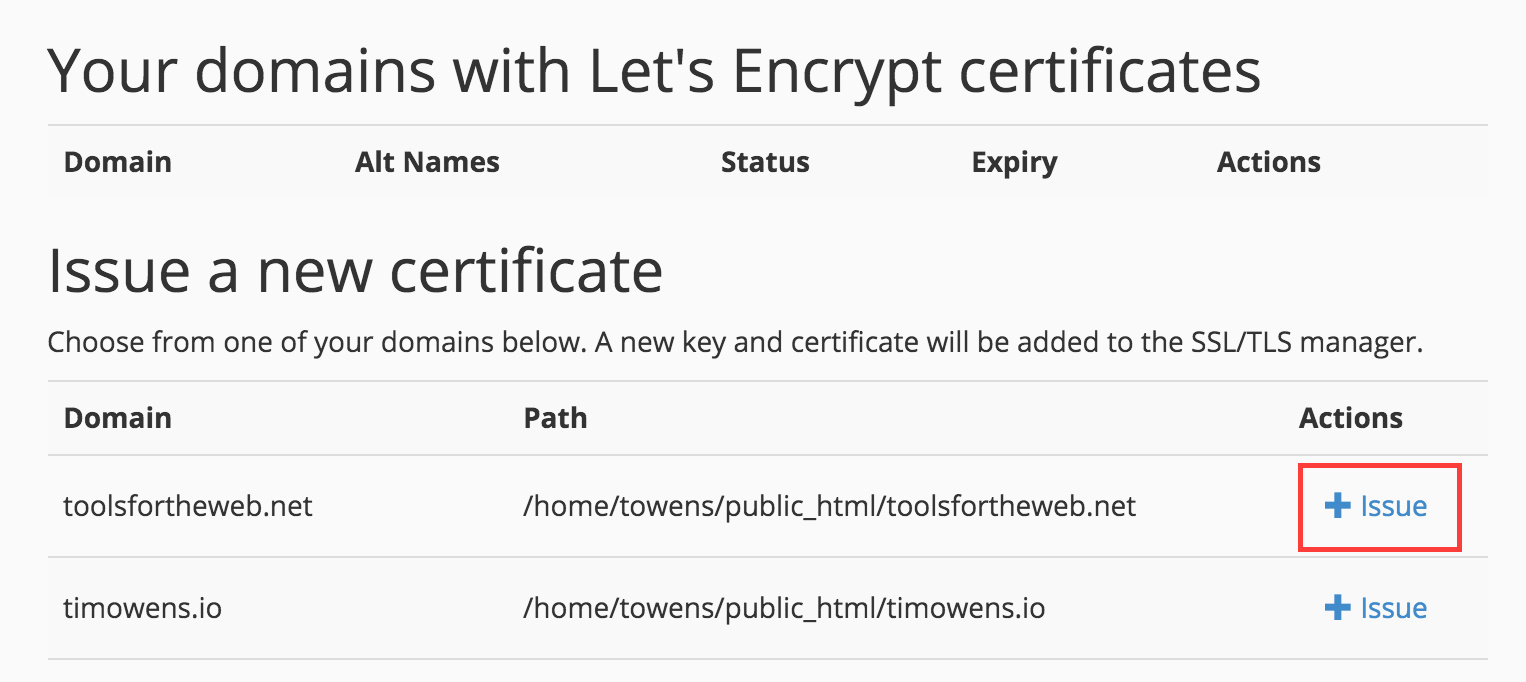 Your domains with Let's Encrypt certificates
Domain Alt Names Status Expiry Actions
Issue a new certificate
Choose from one of your domains below. A new key and certificate will be added to the SSL/TLS manager.
Domain Path Actions
toolsfortheweb.net /home/towens/public_html/toolsfortheweb.net Issue
timowens.io /home/towens/public_html/timowens.io Issue